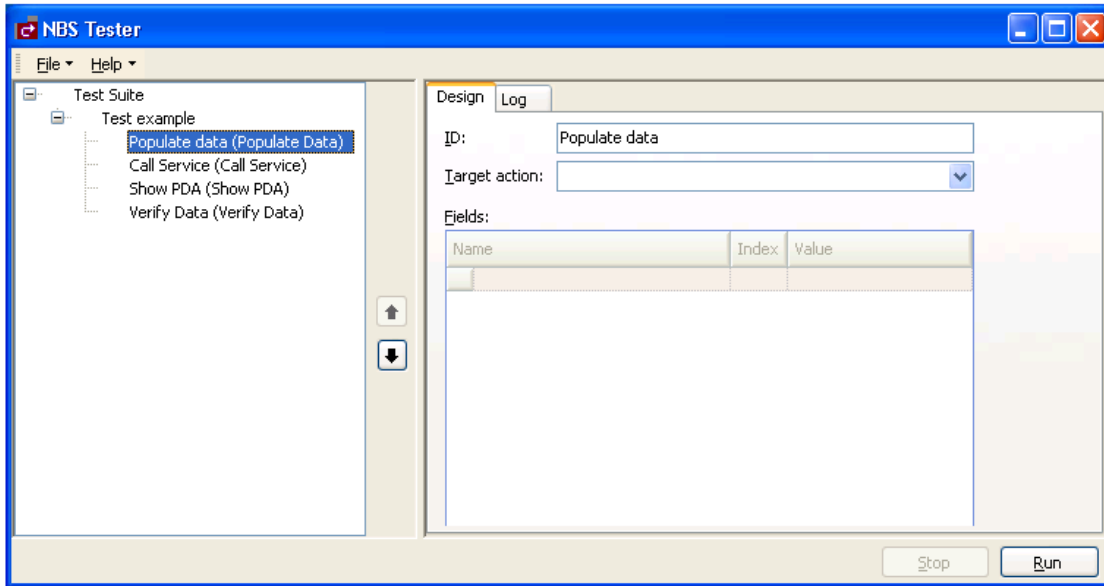 NBS Tester
File Help
Test Suite
Test example
Populate data (Populate Data)
Call Service (Call Service)
Show PDA (Show PDA)
Verify Data (Verify Data)
Design Log
ID: Populate data
Target action:
Fields:
Name Index Value
Stop Run